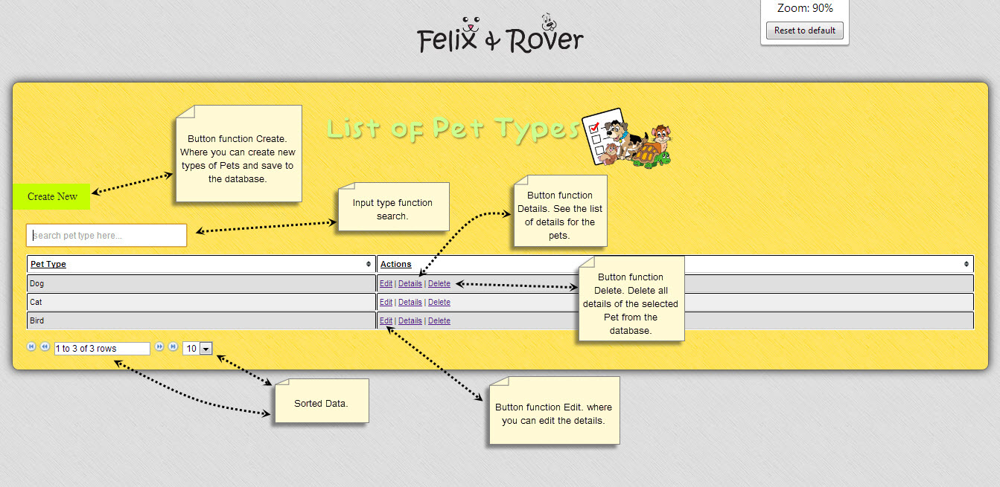 Zoom: 90%
Reset to default
Felix & Rover
List of Pet Types
Button function Create.
Where you can create new
types of Pets and save to
the database.
Create New
Input type function
search.
Button function
Details. See the list
of details for the
pets.
search pet type here...
Pet Type Actions
Dog Edit | Details | Delete
Cat Edit | Details | Delete
Bird Edit | Details | Delete
Button function
Delete. Delete all
details of the selected
Pet from the
database.
1 to 3 of 3 rows 10
Sorted Data.
Button function Edit. where
you can edit the details.